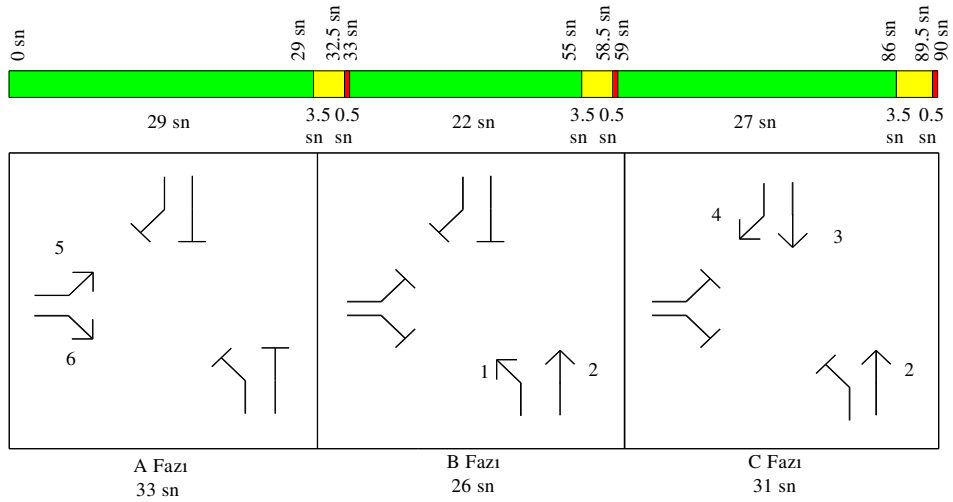 0 sn
29 sn
32.5 sn
33 sn
55 sn
58.5 sn
59 sn
86 sn
89.5 sn
90 sn
29 sn
3.5 sn
0.5 sn
22 sn
3.5 sn
0.5 sn
27 sn
3.5 sn
0.5 sn
5
6
1
2
4
3
2
A Fazı
33 sn
B Fazı
26 sn
C Fazı
31 sn